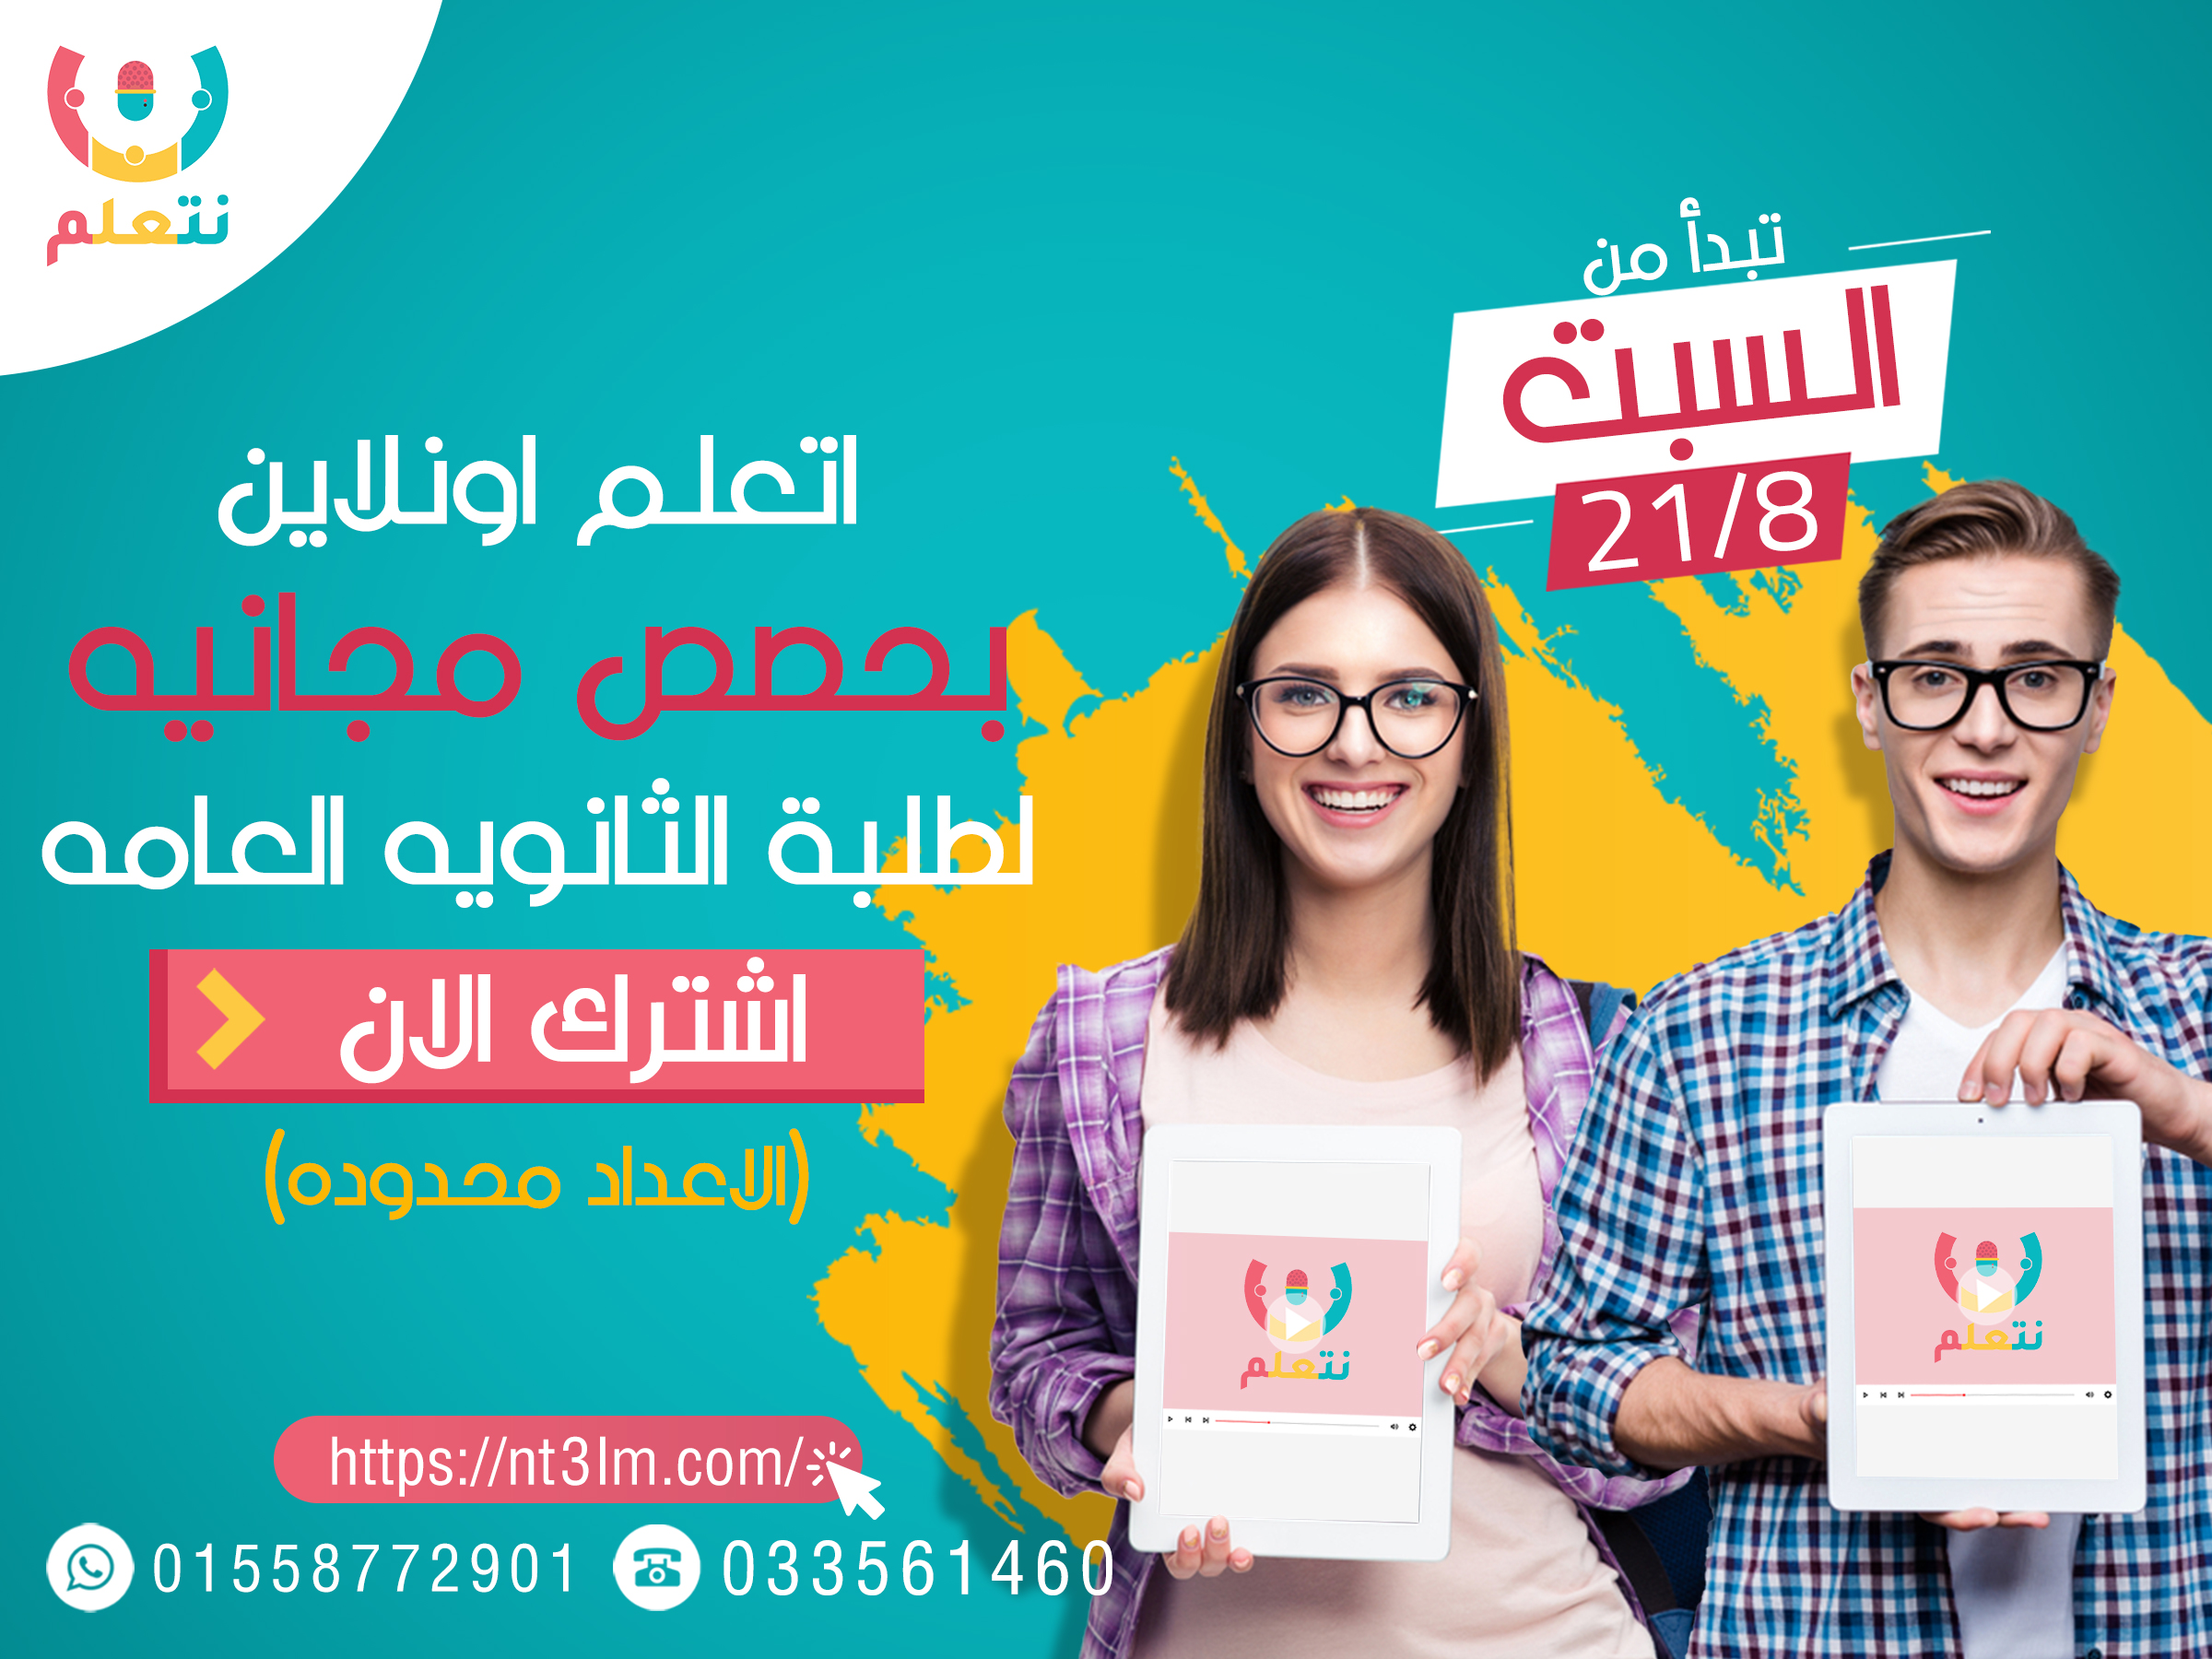 نتعلم
تبدأ من
السبت
21/8
اتعلم اونلاين
بحصص مجانيه
لطلبة الثانويه العامه
اشترك الان
(الاعداد محدوده)
نتعلم
نتعلم
https://nt3lm.com/
01558772901
033561460